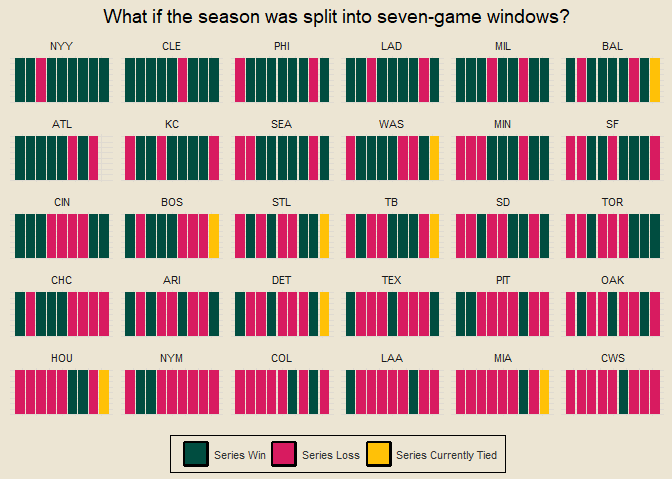 What if the season was split into seven-game windows?
NYY CLE PHI LAD MIL BAL
ATL KC SEA WAS MIN SF
CIN BOS STL TB SD TOR
CHC ARI DET TEX PIT OAK
HOU NYM COL LAA MIA CWS
Series Win Series Loss Series Currently Tied